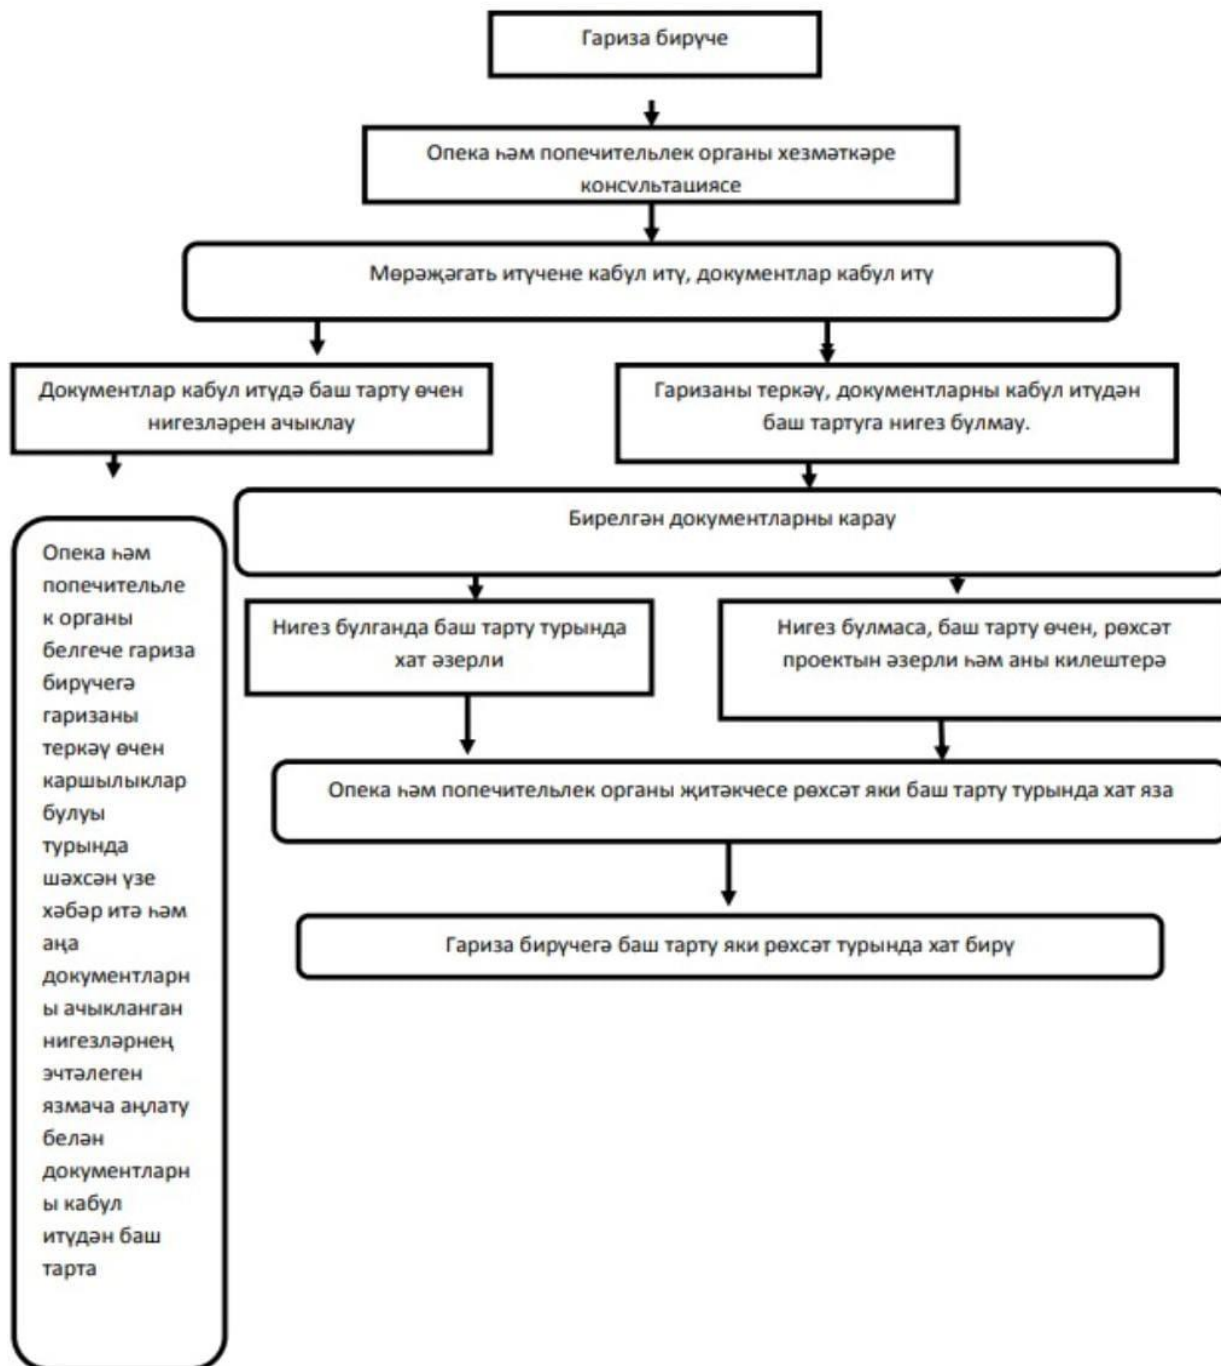 Гариза бирүче
Опека һәм попечительлек органы хезмәткәре
консультациясе
Мөрәҗәгать итүчене кабул итү, документлар кабул итү
Документлар кабул итүдә баш тарту өчен
нигезләрен ачыклау
Гаризаны теркәү, документларны кабул итүдән
баш тартуга нигез булмау.
Бирелгән документларны карау
Опека һәм
попечительле
к органы
белгече гариза
бирүчегә
гаризаны
теркәү өчен
каршылыклар
булуы
турында
шәхсән үзе
хәбәр итә һәм
аңа
документларн
ы ачыкланган
нигезләрнең
эчтәлеген
язмача аңлату
белән
документларн
ы кабул
итүдән баш
тарта
Нигез булганда баш тарту турында
хат әзерли
Нигез булмаса, баш тарту өчен, рөхсәт
проектын әзерли һәм аны килештерә
Опека һәм попечительлек органы җитәкчесе рөхсәт яки баш тарту турында хат яза
Гариза бирүчегә баш тарту яки рөхсәт турында хат бирү